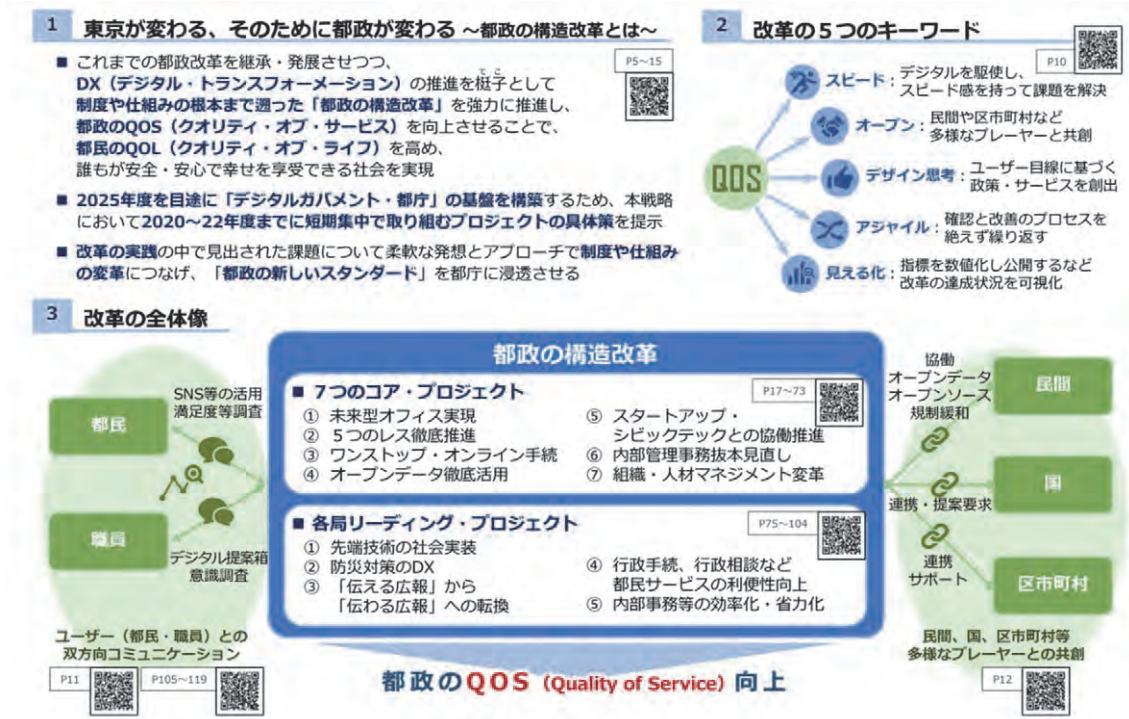 1 東京が変わる、そのために都政が変わる ～都政の構造改革とは～
P5～15
■ これまでの都政改革を継承・発展させつつ、
DX（デジタル・トランスフォーメーション）の推進を梃子として
てこ
制度や仕組みの根本まで遡った「都政の構造改革」を強力に推進し、
都政のQOS（クオリティ・オブ・サービス）を向上させることで、
都民のQOL（クオリティ・オブ・ライフ）を高め、
誰もが安全・安心で幸せを享受できる社会を実現
■ 2025年度を目途に「デジタルガバメント・都庁」の基盤を構築するため、本戦略
において2020～22年度までに短期集中で取り組むプロジェクトの具体策を提示
■ 改革の実践の中で見出された課題について柔軟な発想とアプローチで制度や仕組み
の変革につなげ、「都政の新しいスタンダード」を都庁に浸透させる
2 改革の５つのキーワード
P10
QOS
スピード：デジタルを駆使し、
スピード感を持って課題を解決
オープン：民間や区市町村など
多様なプレーヤーと共創
デザイン思考：ユーザー目線に基づく
政策・サービスを創出
アジャイル：確認と改善のプロセスを
絶えず繰り返す
見える化：指標を数値化し公開するなど
改革の達成状況を可視化
3 改革の全体像
都民
職員
SNS等の活用
満足度等調査
デジタル提案箱
意識調査
ユーザー（都民・職員）との
双方向コミュニケーション
P11
P105～119
都政の構造改革
■ ７つのコア・プロジェクト
P17～73
① 未来型オフィス実現
② ５つのレス徹底推進
③ ワンストップ・オンライン手続
④ オープンデータ徹底活用
⑤ スタートアップ・
シビックテックとの協働推進
⑥ 内部管理事務抜本見直し
⑦ 組織・人材マネジメント変革
■ 各局リーディング・プロジェクト
P75～104
① 先端技術の社会実装
② 防災対策のDX
③ 「伝える広報」から
「伝わる広報」への転換
④ 行政手続、行政相談など
都民サービスの利便性向上
⑤ 内部事務等の効率化・省力化
都政のQOS（Quality of Service）向上
協働
オープンデータ
オープンソース
規制緩和
連携・提案要求
連携
サポート
民間
国
区市町村
民間、国、区市町村等
多様なプレーヤーとの共創
P12